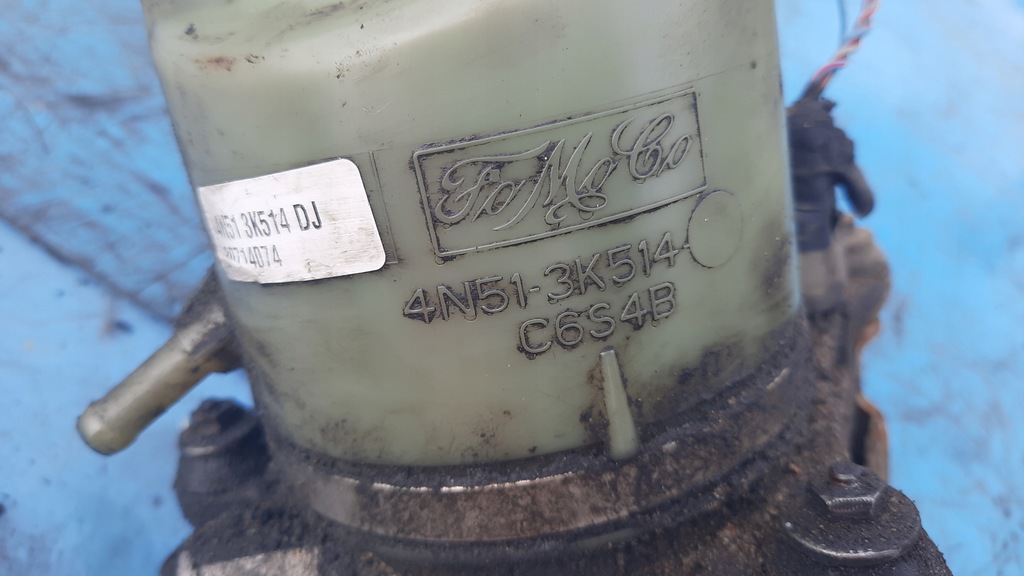 FoMoCo
4N51-3K514-
C6S4B
4N51 3K514 DJ